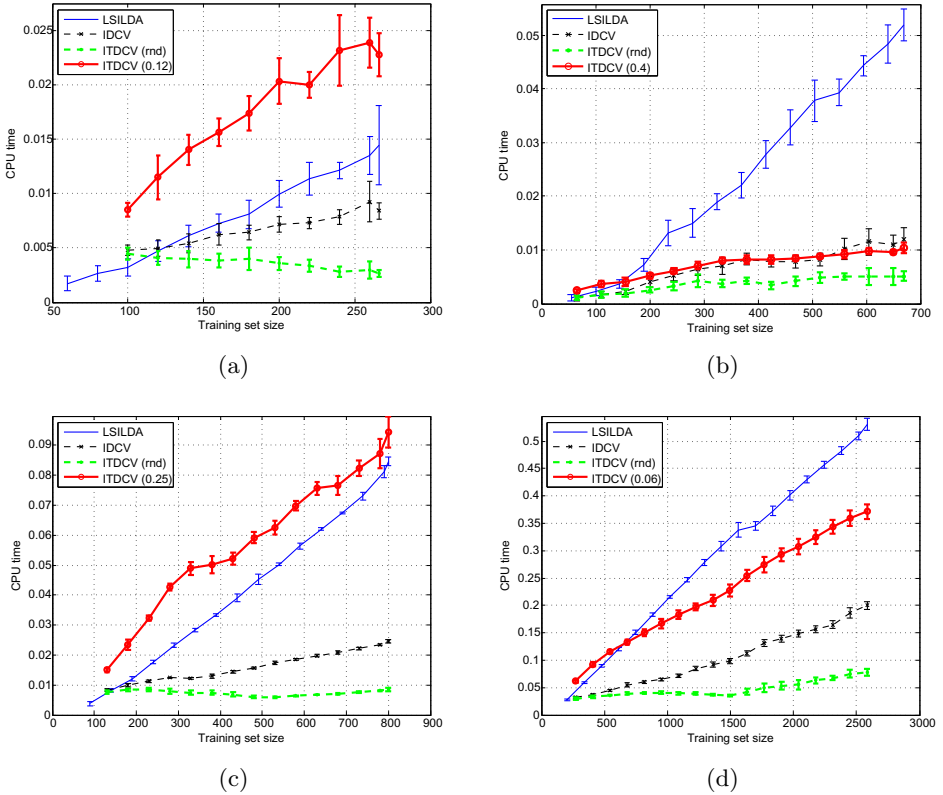 LSILDA
IDCV
ITDCV (rnd)
ITDCV (0.12)
0.025
0.02
0.015
0.01
0.005
0
CPU time
50
100
150
200
250
300
Training set size
(a)
LSILDA
IDCV
ITDCV (rnd)
ITDCV (0.4)
0.05
0.04
0.03
0.02
0.01
0
CPU time
0
100
200
300
400
500
600
700
Training set size
(b)
LSILDA
IDCV
ITDCV (rnd)
ITDCV (0.25)
0.09
0.08
0.07
0.06
0.05
0.04
0.03
0.02
0.01
0
CPU time
0
100
200
300
400
500
600
700
800
900
Training set size
(c)
LSILDA
IDCV
ITDCV (rnd)
ITDCV (0.06)
0.5
0.45
0.4
0.35
0.3
0.25
0.2
0.15
0.1
0.05
0
CPU time
0
500
1000
1500
2000
2500
3000
Training set size
(d)